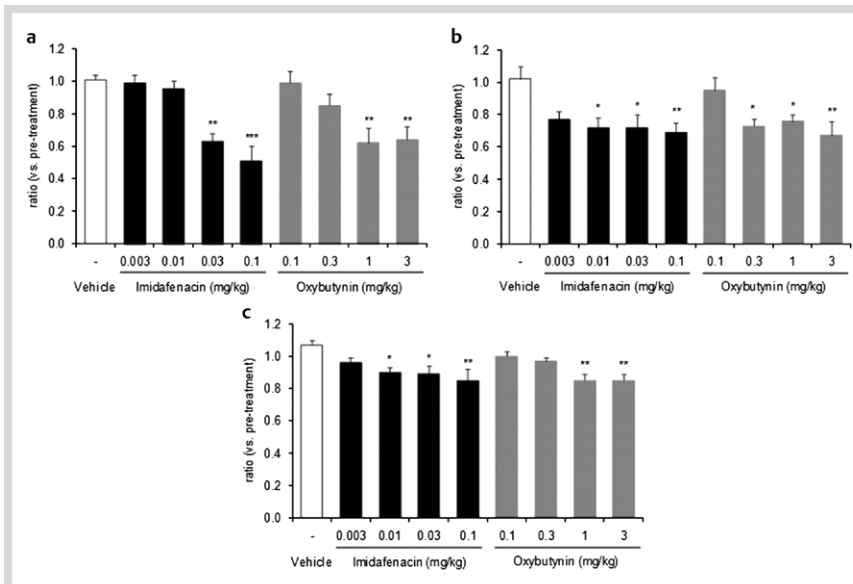 a
ratio (vs. pre-treatment)
1.2
1.0
0.8
0.6
0.4
0.2
0.0
** *** ** **
- 0.003 0.01 0.03 0.1 0.1 0.3 1 3
Vehicle Imidafenacin (mg/kg) Oxybutynin (mg/kg)
b
ratio (vs. pre-treatment)
1.2
1.0
0.8
0.6
0.4
0.2
0.0
* * ** * * **
- 0.003 0.01 0.03 0.1 0.1 0.3 1 3
Vehicle Imidafenacin (mg/kg) Oxybutynin (mg/kg)
c
ratio (vs. pre-treatment)
1.2
1.0
0.8
0.6
0.4
0.2
0.0
* * ** ** **
- 0.003 0.01 0.03 0.1 0.1 0.3 1 3
Vehicle Imidafenacin (mg/kg) Oxybutynin (mg/kg)